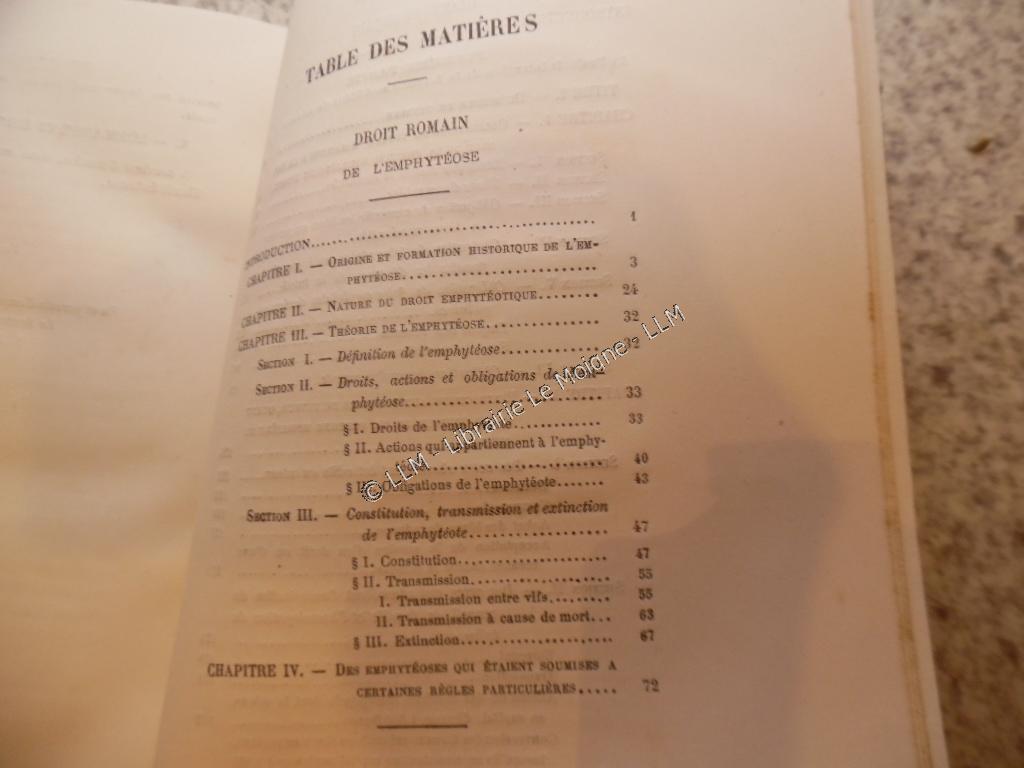 TABLE DES MATIÈRES
DROIT ROMAIN
DE L'EMPHYTÉOSE
INTRODUCTION 1
CHAPITRE I. — ORIGINE ET FORMATION HISTORIQUE DE L'EM-
PHYTÉOSE 3
CHAPITRE II. — NATURE DU DROIT EMPHYTÉOTIQUE 24
CHAPITRE III. — THÉORIE DE L'EMPHYTÉOSE 32
SECTION I. — Définition de l'emphytéose 32
SECTION II. — Droits, actions et obligations de
phytéose 33
§ I. Droits de l'emphytéote 33
§ II. Actions qui appartiennent à l'emphy-
40
§ III. Obligations de l'emphytéote 43
SECTION III. — Constitution, transmission et extinction
de l'emphytéote 47
§ I. Constitution 47
§ II. Transmission 55
I. Transmission entre vifs 55
II. Transmission à cause de mort 63
§ III. Extinction 67
CHAPITRE IV. — DES EMPHYTÉOSES QUI ÉTAIENT SOUMISES A
CERTAINES RÈGLES PARTICULIÈRES 72
© LLM - Librairie Le Moigne - LLM